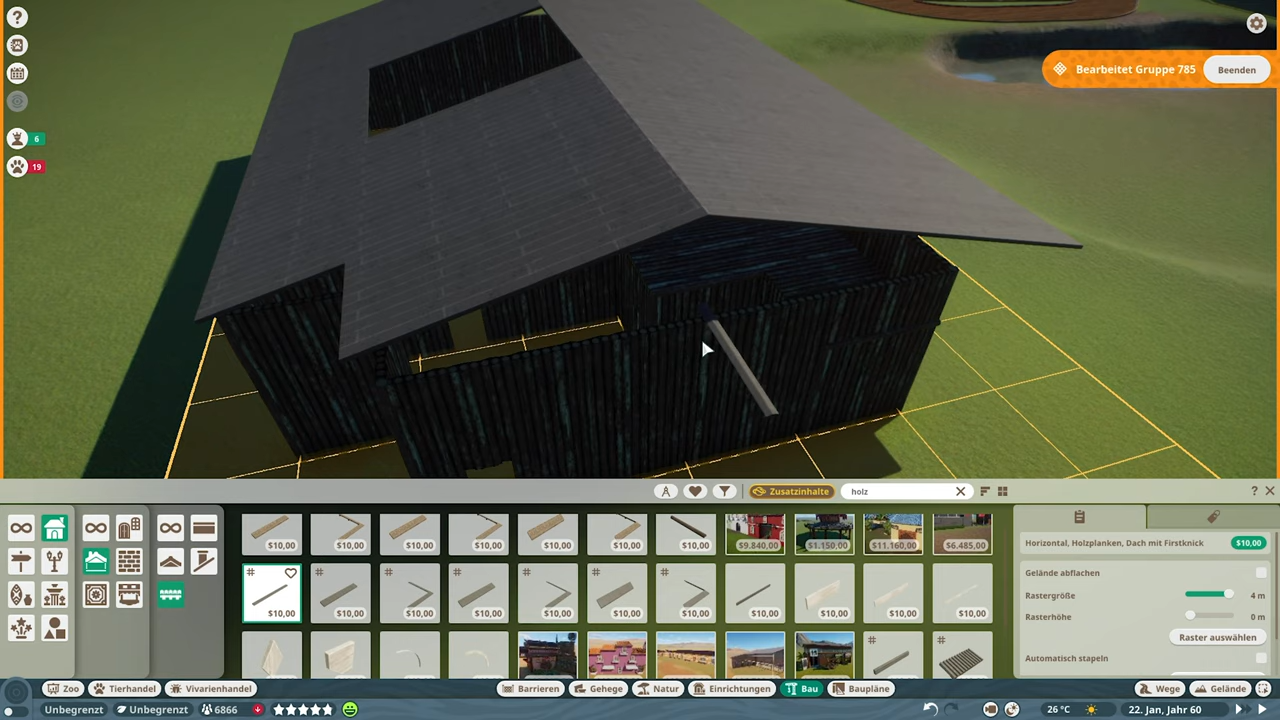 ?
6
19
Bearbeitet Gruppe 785
Beenden
Zusatzinhalte
holz
?
$10,00
$10,00
$10,00
$10,00
$10,00
$10,00
$10,00
$9.840,00
$1.150,00
$11.160,00
$6.485,00
$10,00
$10,00
$10,00
$10,00
$10,00
$10,00
$10,00
$10,00
$10,00
$10,00
$10,00
Horizontal, Holzplanken, Dach mit Firstknick
$10,00
Gelände abflachen
Rastergröße
4 m
Rasterhöhe
0 m
Raster auswählen
Automatisch stapeln
Zoo
Tierhandel
Vivarienhandel
Barrieren
Gehege
Natur
Einrichtungen
Bau
Baupläne
Wege
Gelände
Unbegrenzt
Unbegrenzt
6866
26 °C
22. Jan, Jahr 60